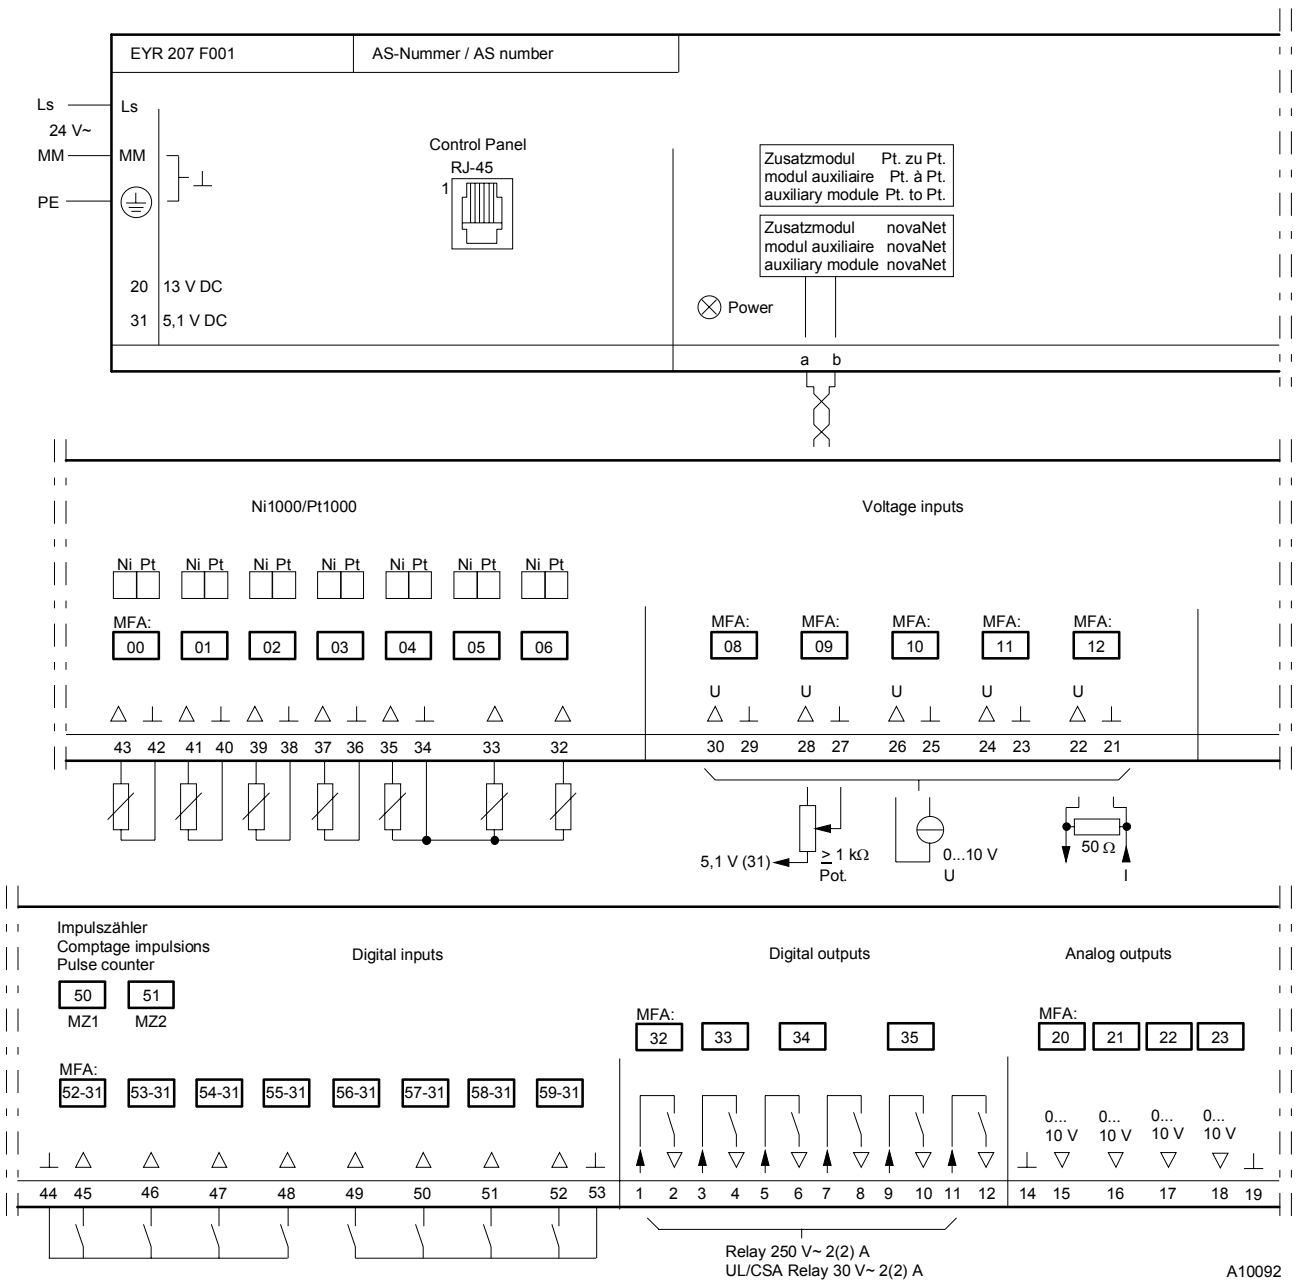 EYR 207 F001 AS-Nummer / AS number
Ls Ls
24 V~
MM MM
PE
Control Panel
RJ-45
1
Zusatzmodul Pt. zu Pt.
modul auxiliaire Pt. à Pt.
auxiliary module Pt. to Pt.
Zusatzmodul novaNet
modul auxiliaire novaNet
auxiliary module novaNet
20 13 V DC
31 5,1 V DC
Power
a b
Ni1000/Pt1000 Voltage inputs
Ni Pt Ni Pt Ni Pt Ni Pt Ni Pt Ni Pt Ni Pt
MFA: MFA: MFA: MFA: MFA: MFA:
00 01 02 03 04 05 06 08 09 10 11 12
U U U U U
43 42 41 40 39 38 37 36 35 34 33 32 30 29 28 27 26 25 24 23 22 21
5,1 V (31) ≥ 1 kΩ 0...10 V 50 Ω
Pot. U I
Impulszähler
Comptage impulsions
Pulse counter
Digital inputs Digital outputs Analog outputs
50 51
MZ1 MZ2
MFA: MFA:
32 33 34 35 20 21 22 23
MFA:
52-31 53-31 54-31 55-31 56-31 57-31 58-31 59-31
0... 0... 0... 0...
10 V 10 V 10 V 10 V
44 45 46 47 48 49 50 51 52 53 1 2 3 4 5 6 7 8 9 10 11 12 14 15 16 17 18 19
Relay 250 V~ 2(2) A
UL/CSA Relay 30 V~ 2(2) A
A10092